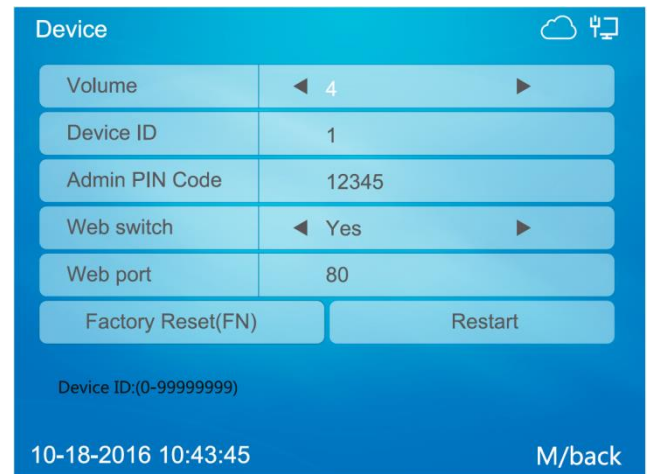 Device
Volume 4
Device ID 1
Admin PIN Code 12345
Web switch Yes
Web port 80
Factory Reset(FN) Restart
Device ID:(0-99999999)
10-18-2016 10:43:45 M/back